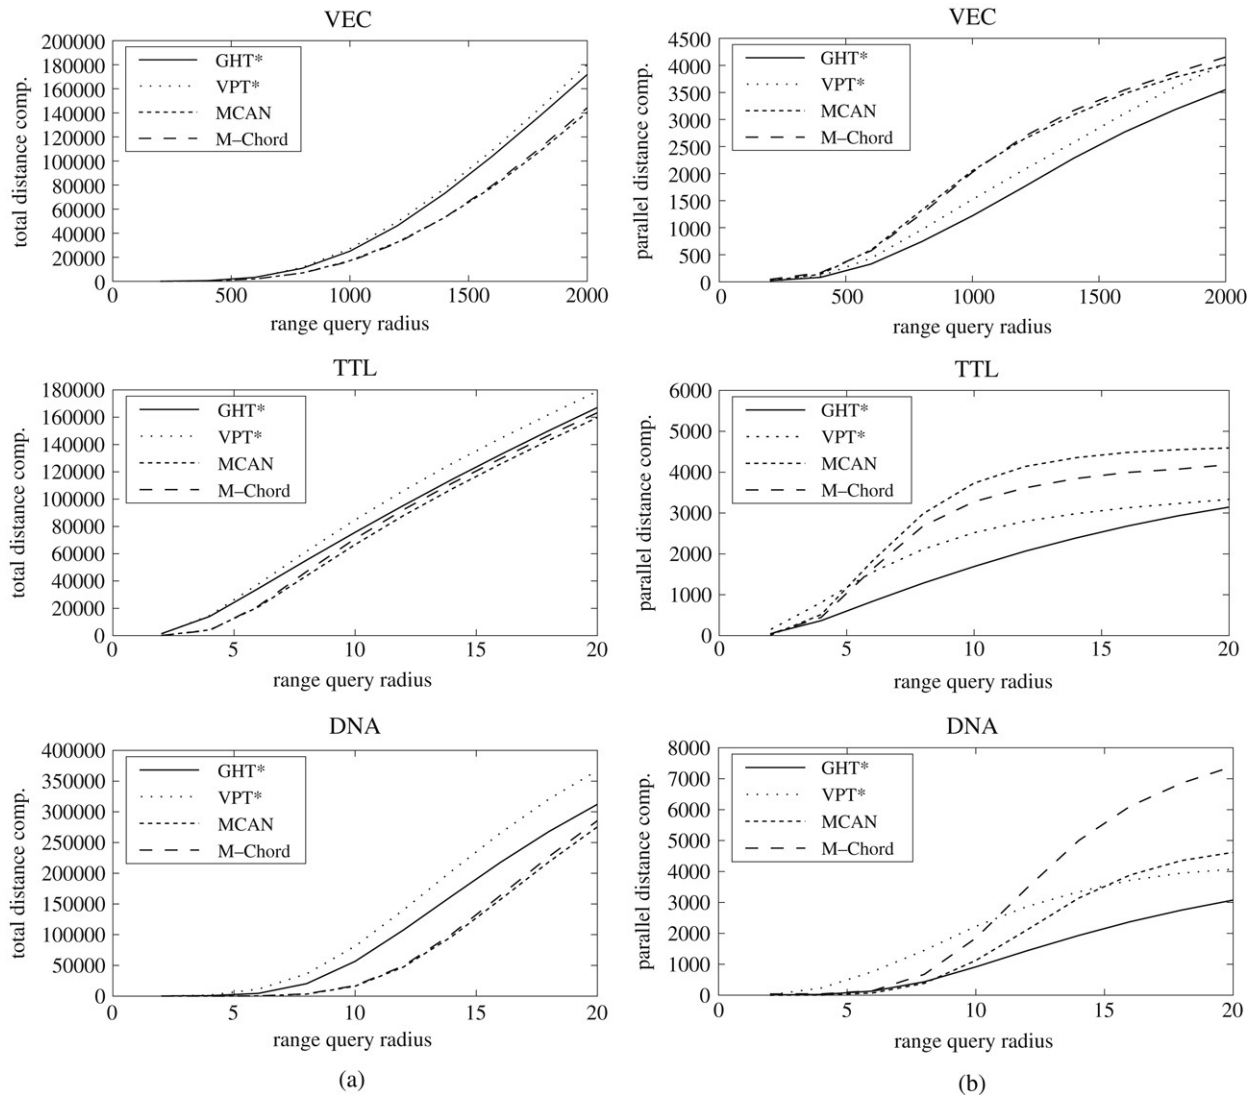 VEC
200000
180000
160000
140000
120000
100000
80000
60000
40000
20000
0
total distance comp.
GHT*
VPT*
MCAN
M–Chord
0 500 1000 1500 2000
range query radius
VEC
4500
4000
3500
3000
2500
2000
1500
1000
500
0
parallel distance comp.
GHT*
VPT*
MCAN
M–Chord
0 500 1000 1500 2000
range query radius
TTL
180000
160000
140000
120000
100000
80000
60000
40000
20000
0
total distance comp.
GHT*
VPT*
MCAN
M–Chord
0 5 10 15 20
range query radius
TTL
6000
5000
4000
3000
2000
1000
0
parallel distance comp.
GHT*
VPT*
MCAN
M–Chord
0 5 10 15 20
range query radius
DNA
400000
350000
300000
250000
200000
150000
100000
50000
0
total distance comp.
GHT*
VPT*
MCAN
M–Chord
0 5 10 15 20
range query radius
(a)
DNA
8000
7000
6000
5000
4000
3000
2000
1000
0
parallel distance comp.
GHT*
VPT*
MCAN
M–Chord
0 5 10 15 20
range query radius
(b)